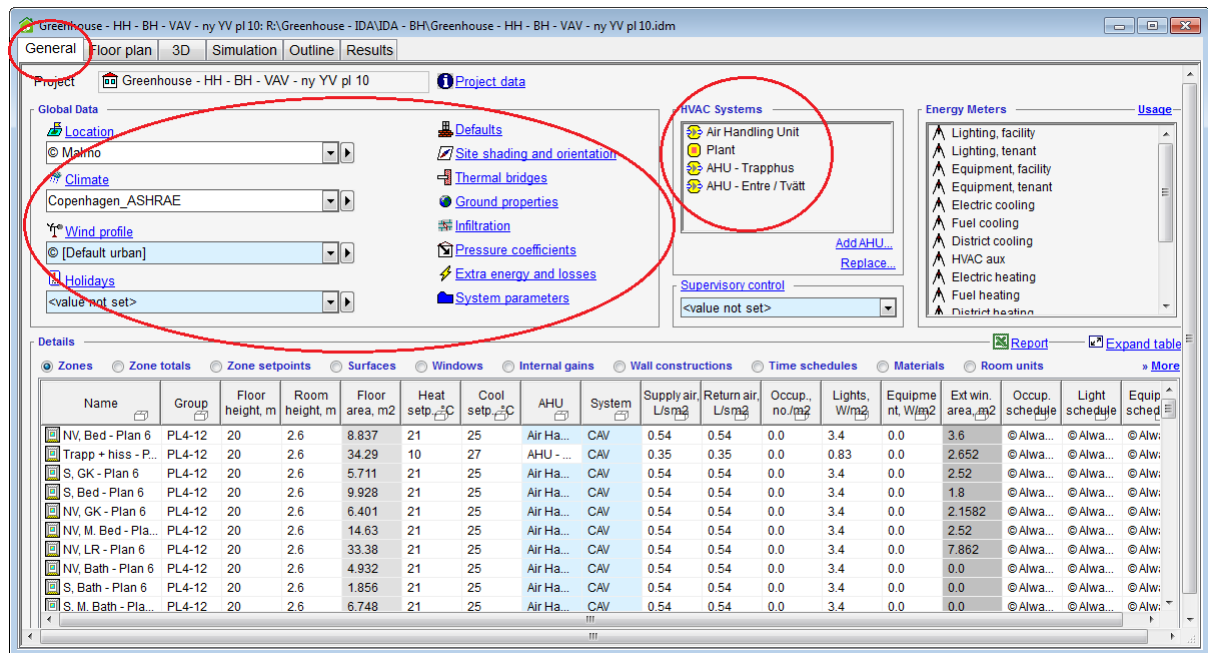 Greenhouse - HH - BH - VAV - ny YV pl 10: R:\Greenhouse - IDA\IDA - BH\Greenhouse - HH - BH - VAV - ny YV pl 10.idm
General Floor plan 3D Simulation Outline Results
Project Greenhouse - HH - BH - VAV - ny YV pl 10 Project data
Global Data
Location
© Malmo
Climate
Copenhagen_ASHRAE
Wind profile
© [Default urban]
Holidays
<value not set>
Defaults
Site shading and orientation
Thermal bridges
Ground properties
Infiltration
Pressure coefficients
Extra energy and losses
System parameters
HVAC Systems
Air Handling Unit
Plant
AHU - Trapphus
AHU - Entre / Tvätt
Add AHU...
Replace...
Supervisory control
<value not set>
Energy Meters Usage
Lighting, facility
Lighting, tenant
Equipment, facility
Equipment, tenant
Electric cooling
Fuel cooling
District cooling
HVAC aux
Electric heating
Fuel heating
District heating
Details Report Expand table
Zones Zone totals Zone setpoints Surfaces Windows Internal gains Wall constructions Time schedules Materials Room units » More
Name Group Floor height, m Room height, m Floor area, m2 Heat setp., °C Cool setp., °C AHU System Supply air, L/sm2 Return air, L/sm2 Occup., no./m2 Lights, W/m2 Equipme nt, W/m2 Ext win. area, m2 Occup. schedule Light schedule Equip sched
NV, Bed - Plan 6 PL4-12 20 2.6 8.837 21 25 Air Ha... CAV 0.54 0.54 0.0 3.4 0.0 3.6 © Alwa... © Alwa... © Alw
Trapp + hiss - P... PL4-12 20 2.6 34.29 10 27 AHU - ... CAV 0.35 0.35 0.0 0.83 0.0 2.652 © Alwa... © Alwa... © Alw
S, GK - Plan 6 PL4-12 20 2.6 5.711 21 25 Air Ha... CAV 0.54 0.54 0.0 3.4 0.0 2.52 © Alwa... © Alwa... © Alw
S, Bed - Plan 6 PL4-12 20 2.6 9.928 21 25 Air Ha... CAV 0.54 0.54 0.0 3.4 0.0 1.8 © Alwa... © Alwa... © Alw
NV, GK - Plan 6 PL4-12 20 2.6 6.401 21 25 Air Ha... CAV 0.54 0.54 0.0 3.4 0.0 2.1582 © Alwa... © Alwa... © Alw
NV, M. Bed - Pla... PL4-12 20 2.6 14.63 21 25 Air Ha... CAV 0.54 0.54 0.0 3.4 0.0 2.52 © Alwa... © Alwa... © Alw
NV, LR - Plan 6 PL4-12 20 2.6 33.38 21 25 Air Ha... CAV 0.54 0.54 0.0 3.4 0.0 7.862 © Alwa... © Alwa... © Alw
NV, Bath - Plan 6 PL4-12 20 2.6 4.932 21 25 Air Ha... CAV 0.54 0.54 0.0 3.4 0.0 0.0 © Alwa... © Alwa... © Alw
S, Bath - Plan 6 PL4-12 20 2.6 1.856 21 25 Air Ha... CAV 0.54 0.54 0.0 3.4 0.0 0.0 © Alwa... © Alwa... © Alw
S. M. Bath - Pla... PL4-12 20 2.6 6.748 21 25 Air Ha... CAV 0.54 0.54 0.0 3.4 0.0 0.0 © Alwa... © Alwa... © Alw